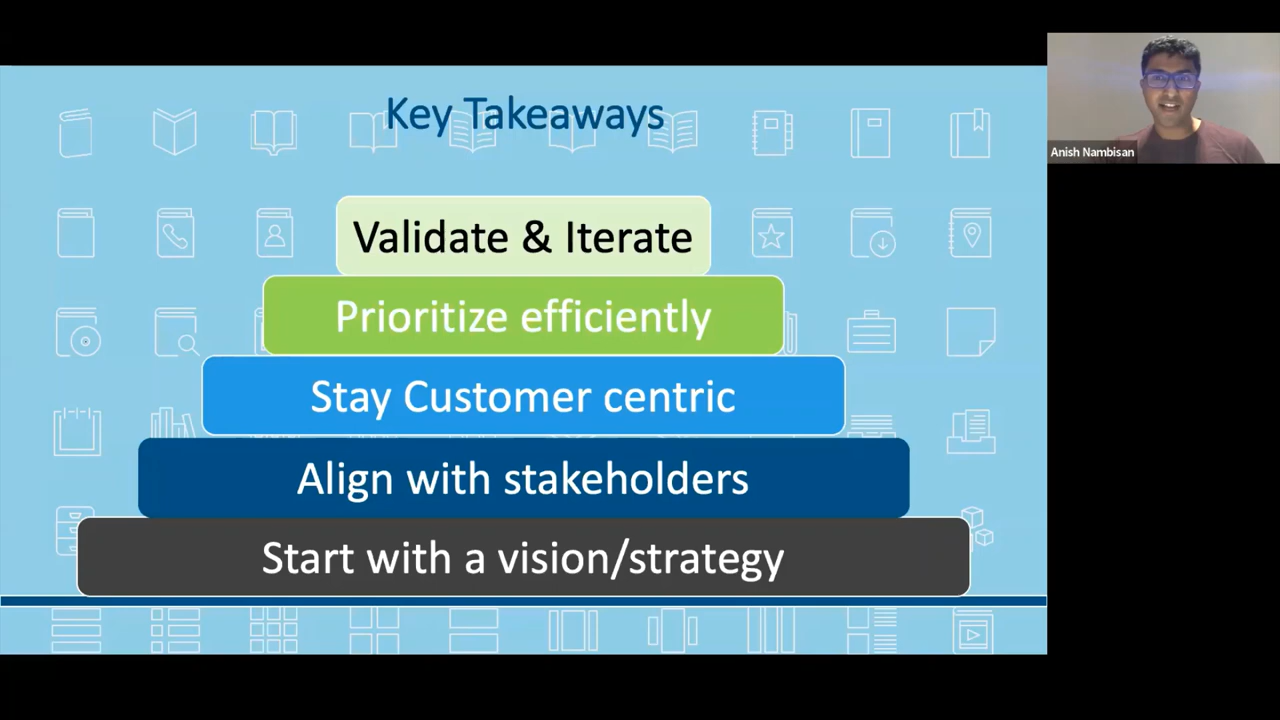 Key Takeaways
Validate & Iterate
Prioritize efficiently
Stay Customer centric
Align with stakeholders
Start with a vision/strategy
Anish Nambisan